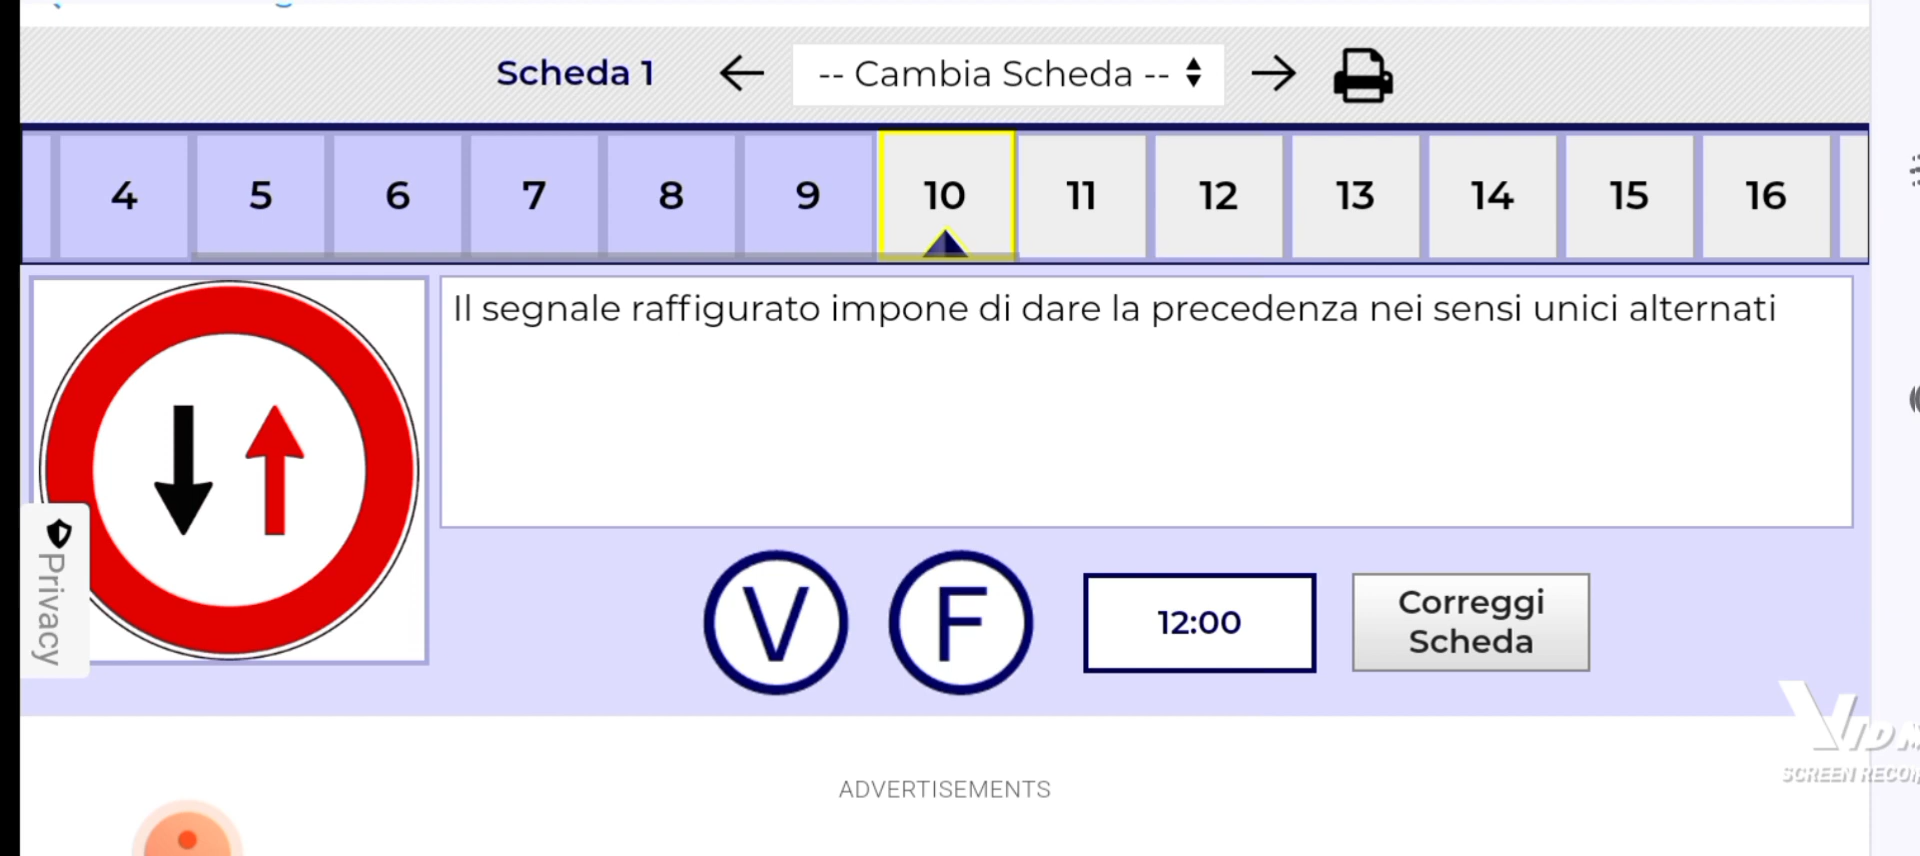 Scheda 1 -- Cambia Scheda --
4 5 6 7 8 9 10 11 12 13 14 15 16
Il segnale raffigurato impone di dare la precedenza nei sensi unici alternati
Privacy
V F 12:00 Correggi
Scheda
ADVERTISEMENTS
SCREEN